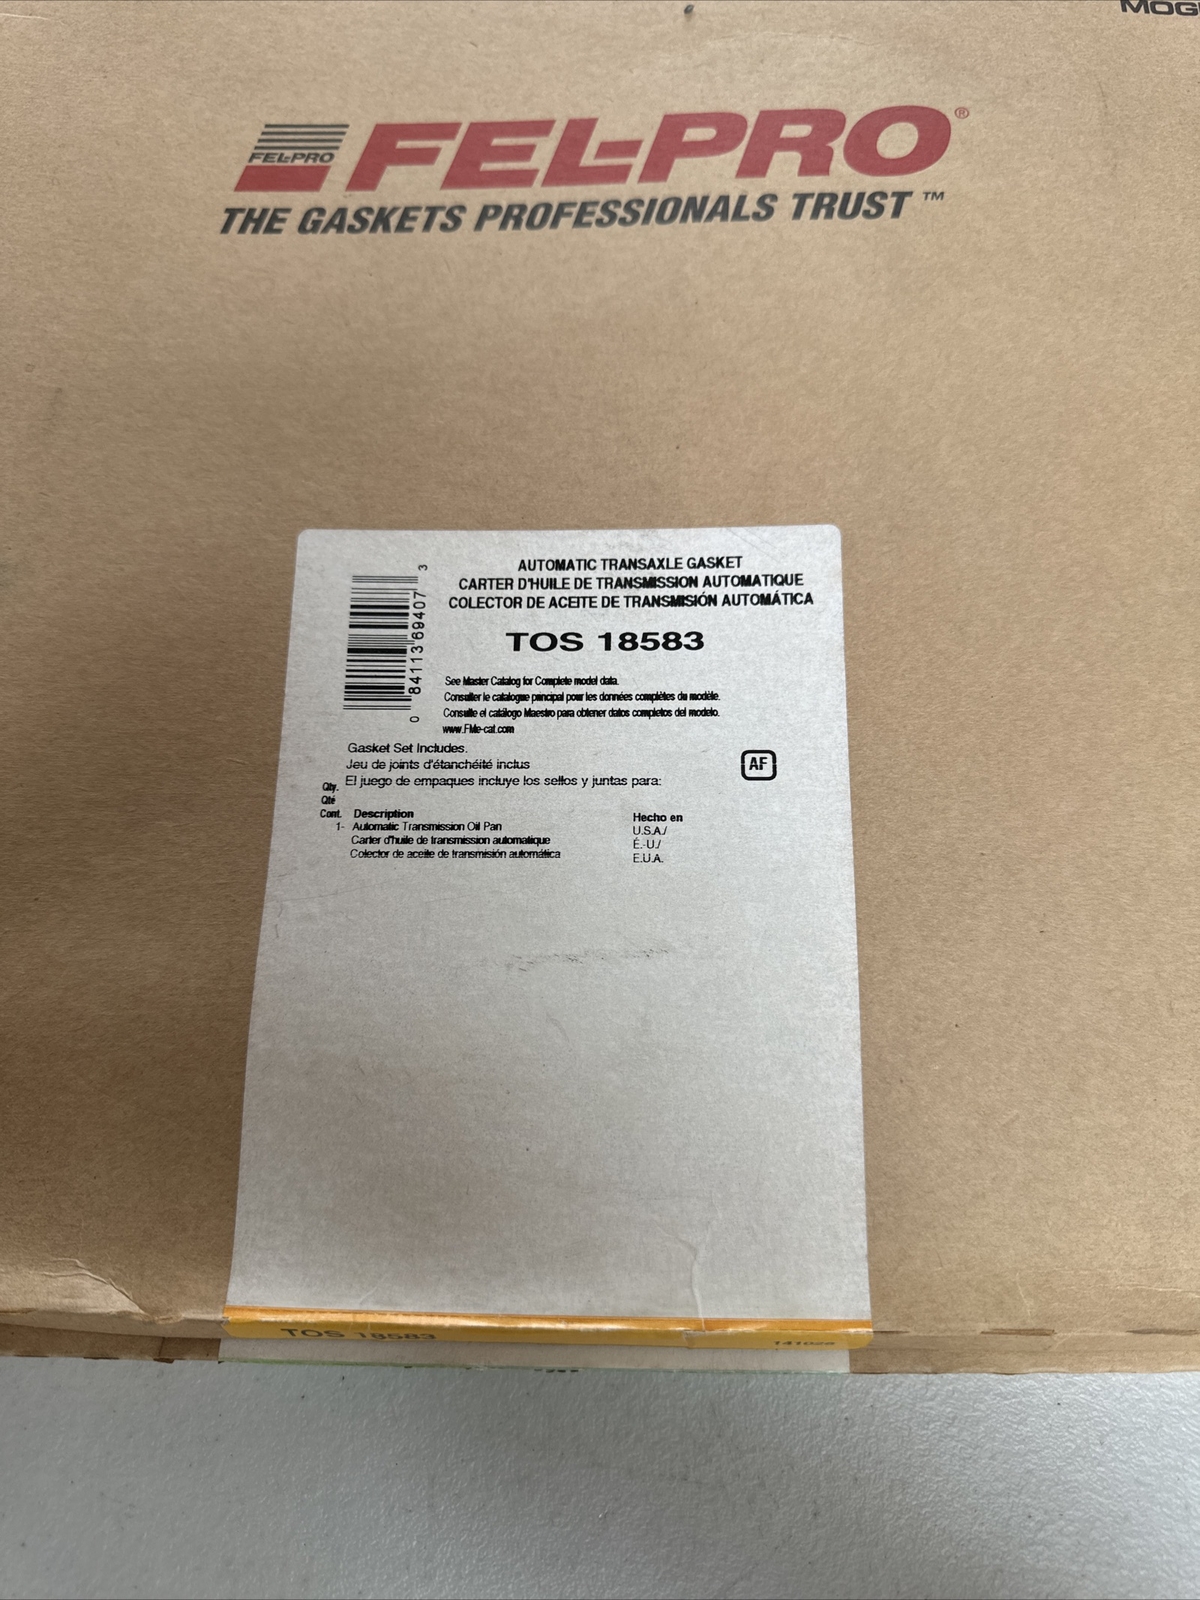 MOG
FEL-PRO
FEL-PRO®
THE GASKETS PROFESSIONALS TRUST™
AUTOMATIC TRANSAXLE GASKET
CARTER D'HUILE DE TRANSMISSION AUTOMATIQUE
COLECTOR DE ACEITE DE TRANSMISIÓN AUTOMÁTICA
0 84113 69407 3
TOS 18583
See Master Catalog for Complete model data.
Consulter le catalogue principal pour les données complètes du modèle.
Consulte el catálogo Maestro para obtener datos completos del modelo.
www.FMe-cat.com
Gasket Set Includes.
Jeu de joints d'étanchéité inclus
El juego de empaques incluye los sellos y juntas para:
AF
Qty.
Qté
Cont. Description Hecho en
1- Automatic Transmission Oil Pan U.S.A./
Carter d'huile de transmission automatique É.-U./
Colector de aceite de transmisión automática E.U.A.
TOS 18583